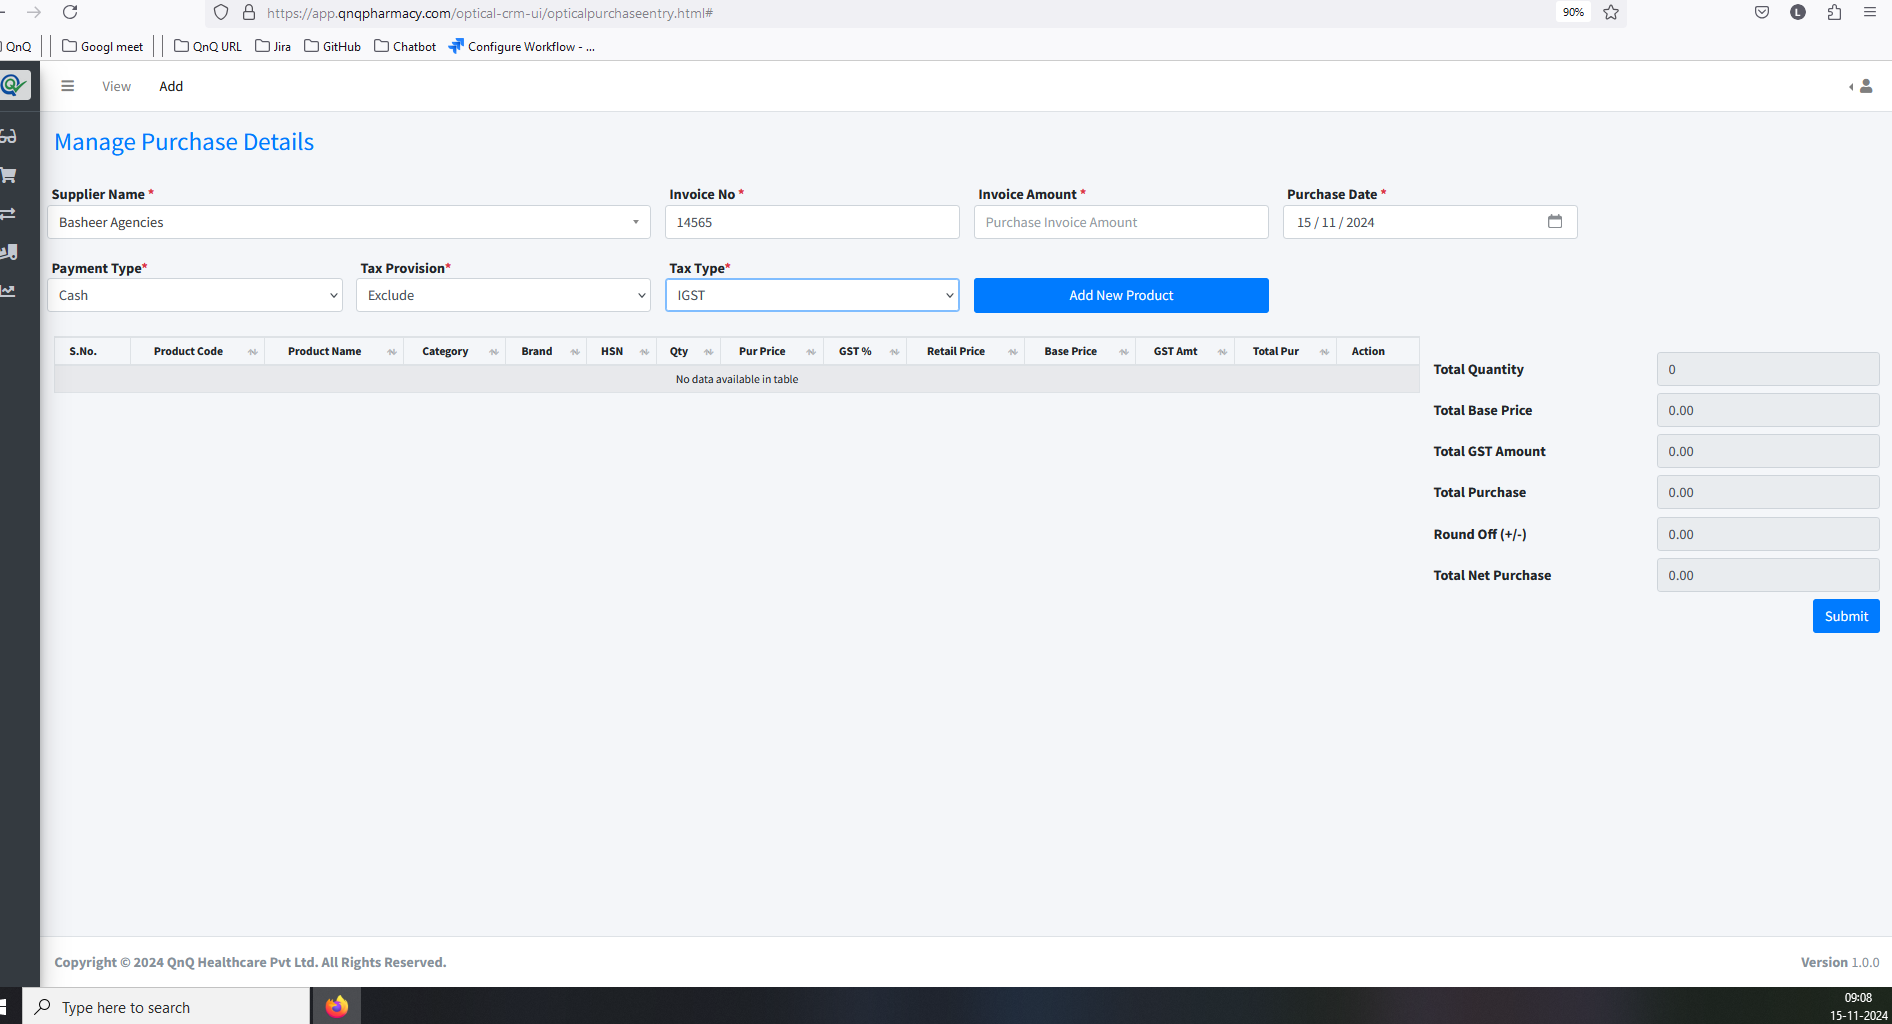 https://app.qnqpharmacy.com/optical-crm-ui/opticalpurchaseentry.html# 90% L
QnQ Googl meet QnQ URL Jira GitHub Chatbot Configure Workflow - ...
View Add
Manage Purchase Details
Supplier Name * Invoice No * Invoice Amount * Purchase Date *
Basheer Agencies 14565 Purchase Invoice Amount 15 / 11 / 2024
Payment Type* Tax Provision* Tax Type*
Cash Exclude IGST Add New Product
S.No. Product Code Product Name Category Brand HSN Qty Pur Price GST % Retail Price Base Price GST Amt Total Pur Action
No data available in table
Total Quantity 0
Total Base Price 0.00
Total GST Amount 0.00
Total Purchase 0.00
Round Off (+/-) 0.00
Total Net Purchase 0.00
Submit
Copyright © 2024 QnQ Healthcare Pvt Ltd. All Rights Reserved. Version 1.0.0
Type here to search
09:08
15-11-2024